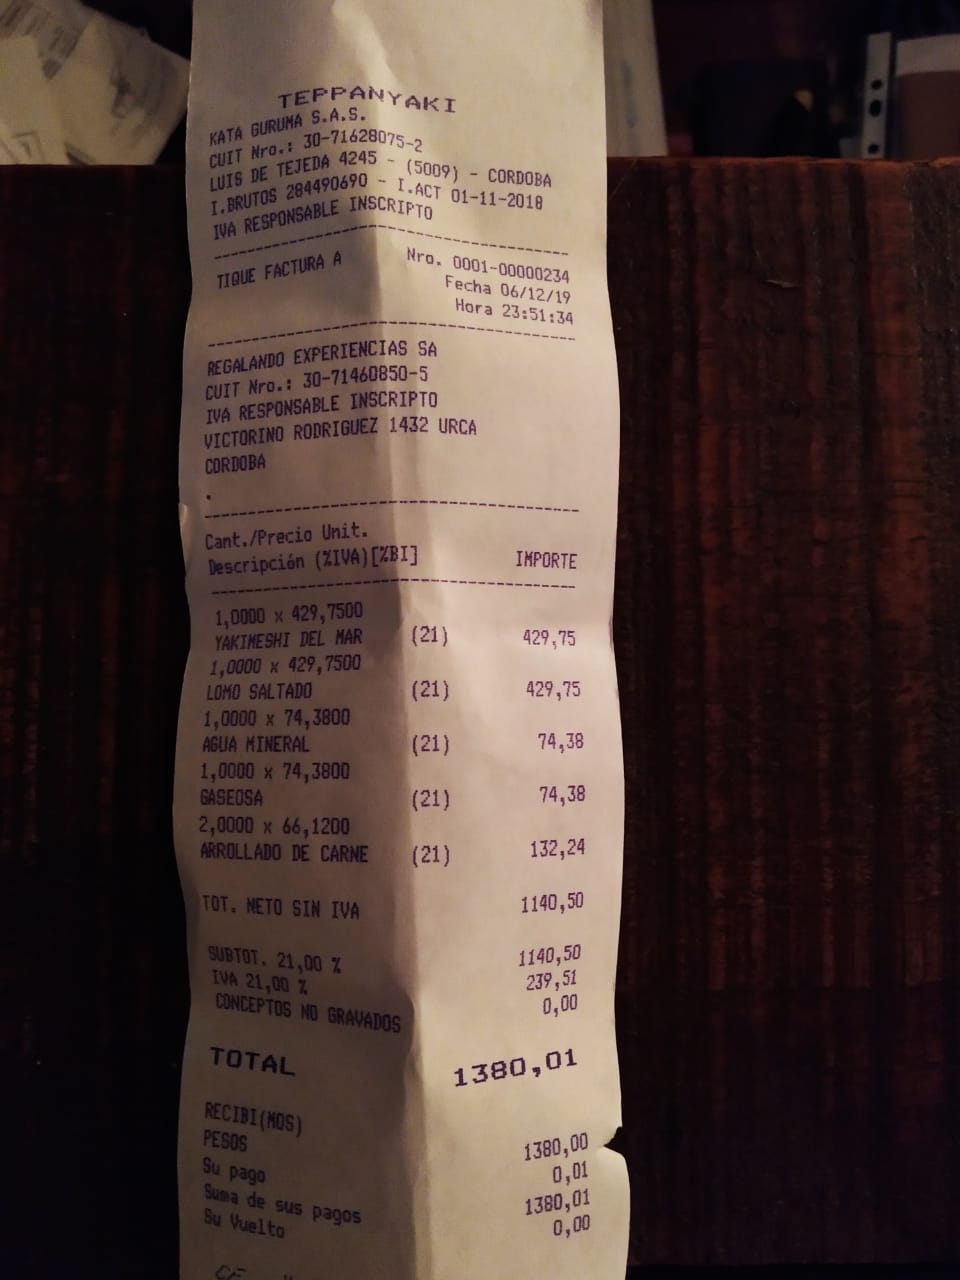 TEPPANYAKI
KATA GURUMA S.A.S.
CUIT Nro.: 30-71628075-2
LUIS DE TEJEDA 4245 - (5009) - CORDOBA
I.BRUTOS 284490690 - I.ACT 01-11-2018
IVA RESPONSABLE INSCRIPTO
TIQUE FACTURA A Nro. 0001-00000234
Fecha 06/12/19
Hora 23:51:34
REGALANDO EXPERIENCIAS SA
CUIT Nro.: 30-71460850-5
IVA RESPONSABLE INSCRIPTO
VICTORINO RODRIGUEZ 1432 URCA
CORDOBA
.
Cant./Precio Unit.
Descripción (%IVA)[%BI] IMPORTE
1,0000 x 429,7500
YAKIMESHI DEL MAR (21) 429,75
1,0000 x 429,7500
LOMO SALTADO (21) 429,75
1,0000 x 74,3800
AGUA MINERAL (21) 74,38
1,0000 x 74,3800
GASEOSA (21) 74,38
2,0000 x 66,1200
ARROLLADO DE CARNE (21) 132,24
TOT. NETO SIN IVA 1140,50
SUBTOT. 21,00 % 1140,50
IVA 21,00 % 239,51
CONCEPTOS NO GRAVADOS 0,00
TOTAL 1380,01
RECIBI(MOS)
PESOS 1380,00
Su pago 0,01
Suma de sus pagos 1380,01
Su Vuelto 0,00